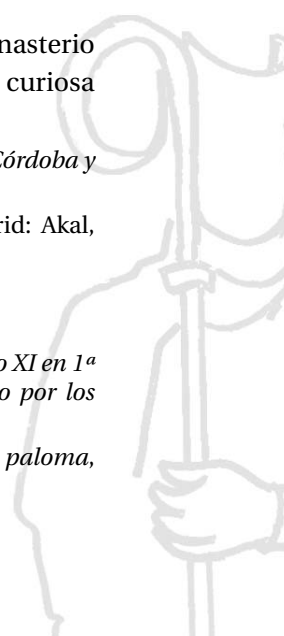 nasterio
curiosa
Córdoba y
rid: Akal,
o XI en 1ª
o por los
paloma,